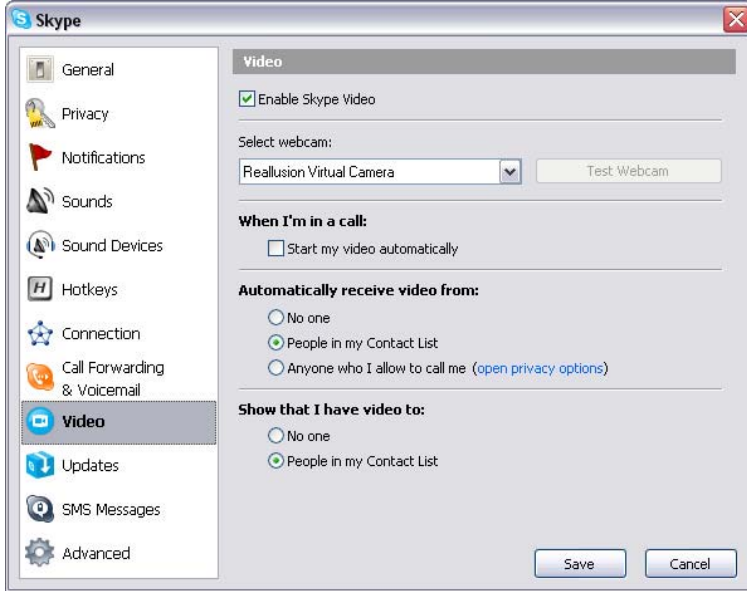 Skype
General
Privacy
Notifications
Sounds
Sound Devices
H Hotkeys
Connection
Call Forwarding
& Voicemail
Video
Updates
SMS Messages
Advanced
Video
Enable Skype Video
Select webcam:
Reallusion Virtual Camera
Test Webcam
When I'm in a call:
Start my video automatically
Automatically receive video from:
No one
People in my Contact List
Anyone who I allow to call me (open privacy options)
Show that I have video to:
No one
People in my Contact List
Save Cancel